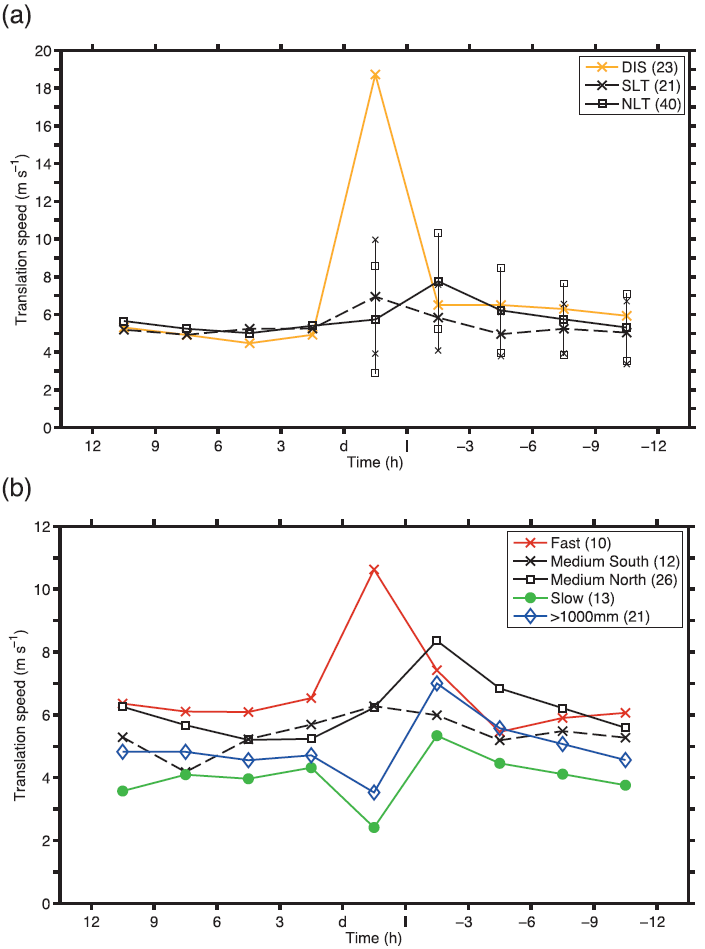 (a)
20
18
16
14
12
10
8
6
4
2
0
Translation speed (m s⁻¹)
DIS (23)
SLT (21)
NLT (40)
12 9 6 3 d l −3 −6 −9 −12
Time (h)
(b)
12
10
8
6
4
2
0
Translation speed (m s⁻¹)
Fast (10)
Medium South (12)
Medium North (26)
Slow (13)
>1000mm (21)
12 9 6 3 d l −3 −6 −9 −12
Time (h)